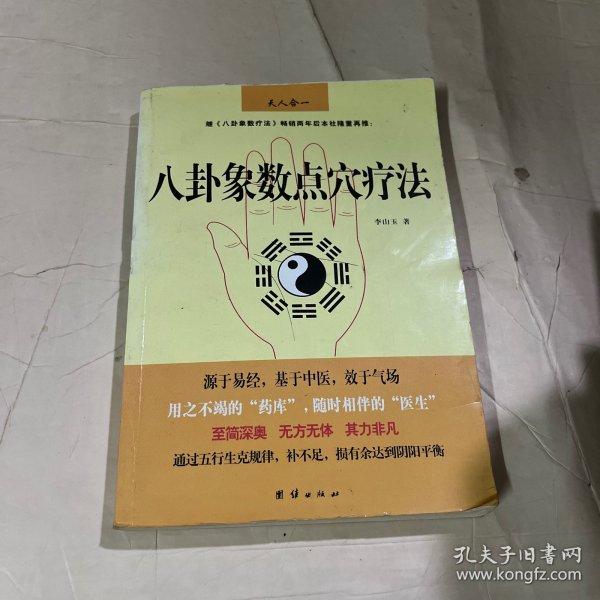 天人合一
继《八卦象数疗法》畅销两年后本社隆重再推：
八卦象数点穴疗法
李山玉 著
源于易经，基于中医，效于气场
用之不竭的“药库”，随时相伴的“医生”
至简深奥 无方无体 其力非凡
通过五行生克规律，补不足，损有余达到阴阳平衡
团结出版社
孔夫子旧书网
www.kongfz.com